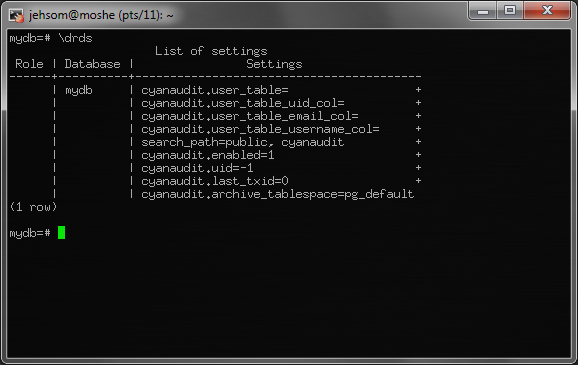 jehsom@moshe (pts/11): ~
mydb=# \drds
List of settings
Role | Database | Settings
------+----------+----------------------------------------
| mydb | cyanaudit.user_table= +
| | cyanaudit.user_table_uid_col= +
| | cyanaudit.user_table_email_col= +
| | cyanaudit.user_table_username_col= +
| | search_path=public, cyanaudit +
| | cyanaudit.enabled=1 +
| | cyanaudit.uid=-1 +
| | cyanaudit.last_txid=0 +
| | cyanaudit.archive_tablespace=pg_default
(1 row)
mydb=#